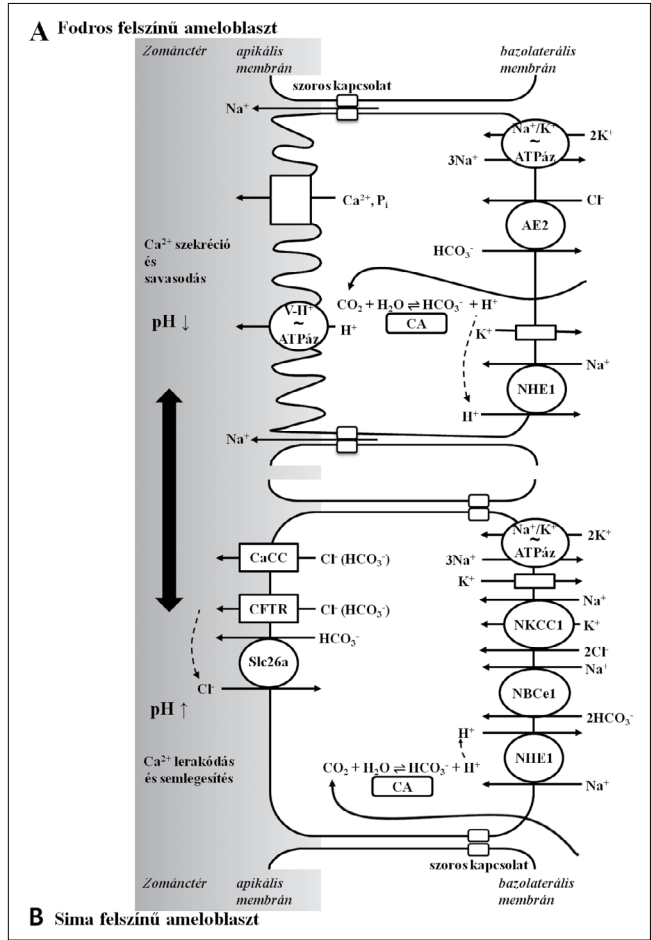 A Fodros felszínű ameloblaszt
Zománctér
apikális
membrán
bazolaterális
membrán
szoros kapcsolat
Na⁺
Na⁺/K⁺
~
ATPáz
2K⁺
3Na⁺
Ca²⁺, Pᵢ
Cl⁻
AE2
HCO₃⁻
Ca²⁺ szekréció
és
savasodás
pH ↓
V-H⁺
~
ATPáz
H⁺
CO₂ + H₂O ⇌ HCO₃⁻ + H⁺
CA
K⁺
Na⁺
NHE1
H⁺
Na⁺
Na⁺/K⁺
~
ATPáz
2K⁺
3Na⁺
K⁺
CaCC
Cl⁻ (HCO₃⁻)
CFTR
Cl⁻ (HCO₃⁻)
Na⁺
NKCC1
K⁺
2Cl⁻
HCO₃⁻
Slc26a
Cl⁻
Na⁺
NBCe1
2HCO₃⁻
pH ↑
H⁺
NHE1
Na⁺
Ca²⁺ lerakódás
és semlegesítés
CO₂ + H₂O ⇌ HCO₃⁻ + H⁺
CA
szoros kapcsolat
Zománctér
apikális
membrán
bazolaterális
membrán
B Sima felszínű ameloblaszt